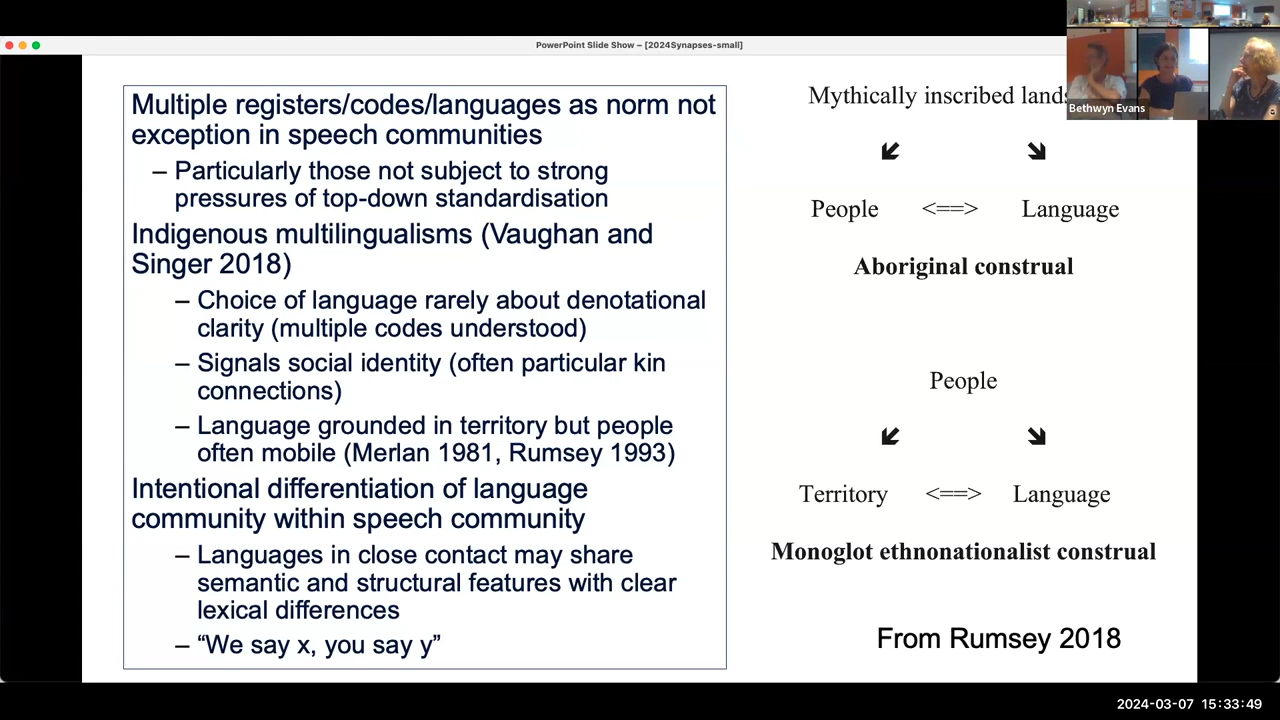 PowerPoint Slide Show – [2024Synapses-small]
Multiple registers/codes/languages as norm not
exception in speech communities
– Particularly those not subject to strong
pressures of top-down standardisation
Indigenous multilingualisms (Vaughan and
Singer 2018)
– Choice of language rarely about denotational
clarity (multiple codes understood)
– Signals social identity (often particular kin
connections)
– Language grounded in territory but people
often mobile (Merlan 1981, Rumsey 1993)
Intentional differentiation of language
community within speech community
– Languages in close contact may share
semantic and structural features with clear
lexical differences
– “We say x, you say y”
Mythically inscribed
People <==> Language
Aboriginal construal
People
Territory <==> Language
Monoglot ethnonationalist construal
From Rumsey 2018
Bethwyn Evans
2024-03-07 15:33:49